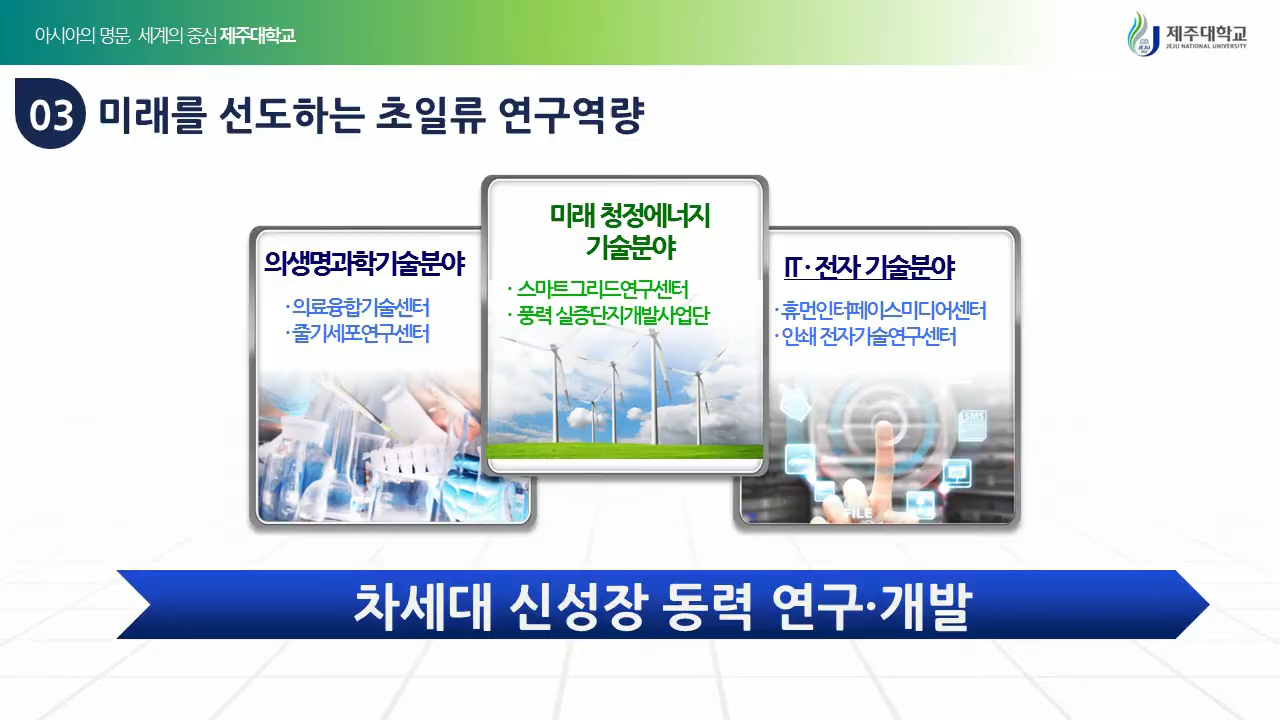 아시아의 명문, 세계의 중심 제주대학교
제주대학교
JEJU NATIONAL UNIVERSITY
03 미래를 선도하는 초일류 연구역량
의생명과학기술분야
· 의료융합기술센터
· 줄기세포연구센터
미래 청정에너지
기술분야
· 스마트그리드연구센터
· 풍력 실증단지개발사업단
IT · 전자 기술분야
· 휴먼인터페이스미디어센터
· 인쇄 전자기술연구센터
SMS
FILE
차세대 신성장 동력 연구·개발